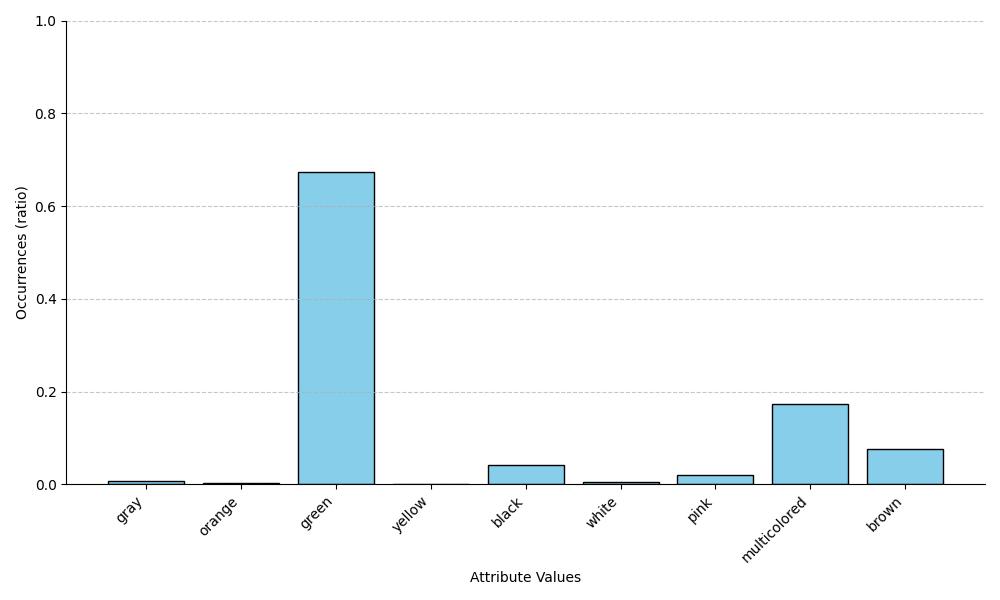 1.0
0.8
0.6
0.4
0.2
0.0
Occurrences (ratio)
gray
orange
green
yellow
black
white
pink
multicolored
brown
Attribute Values